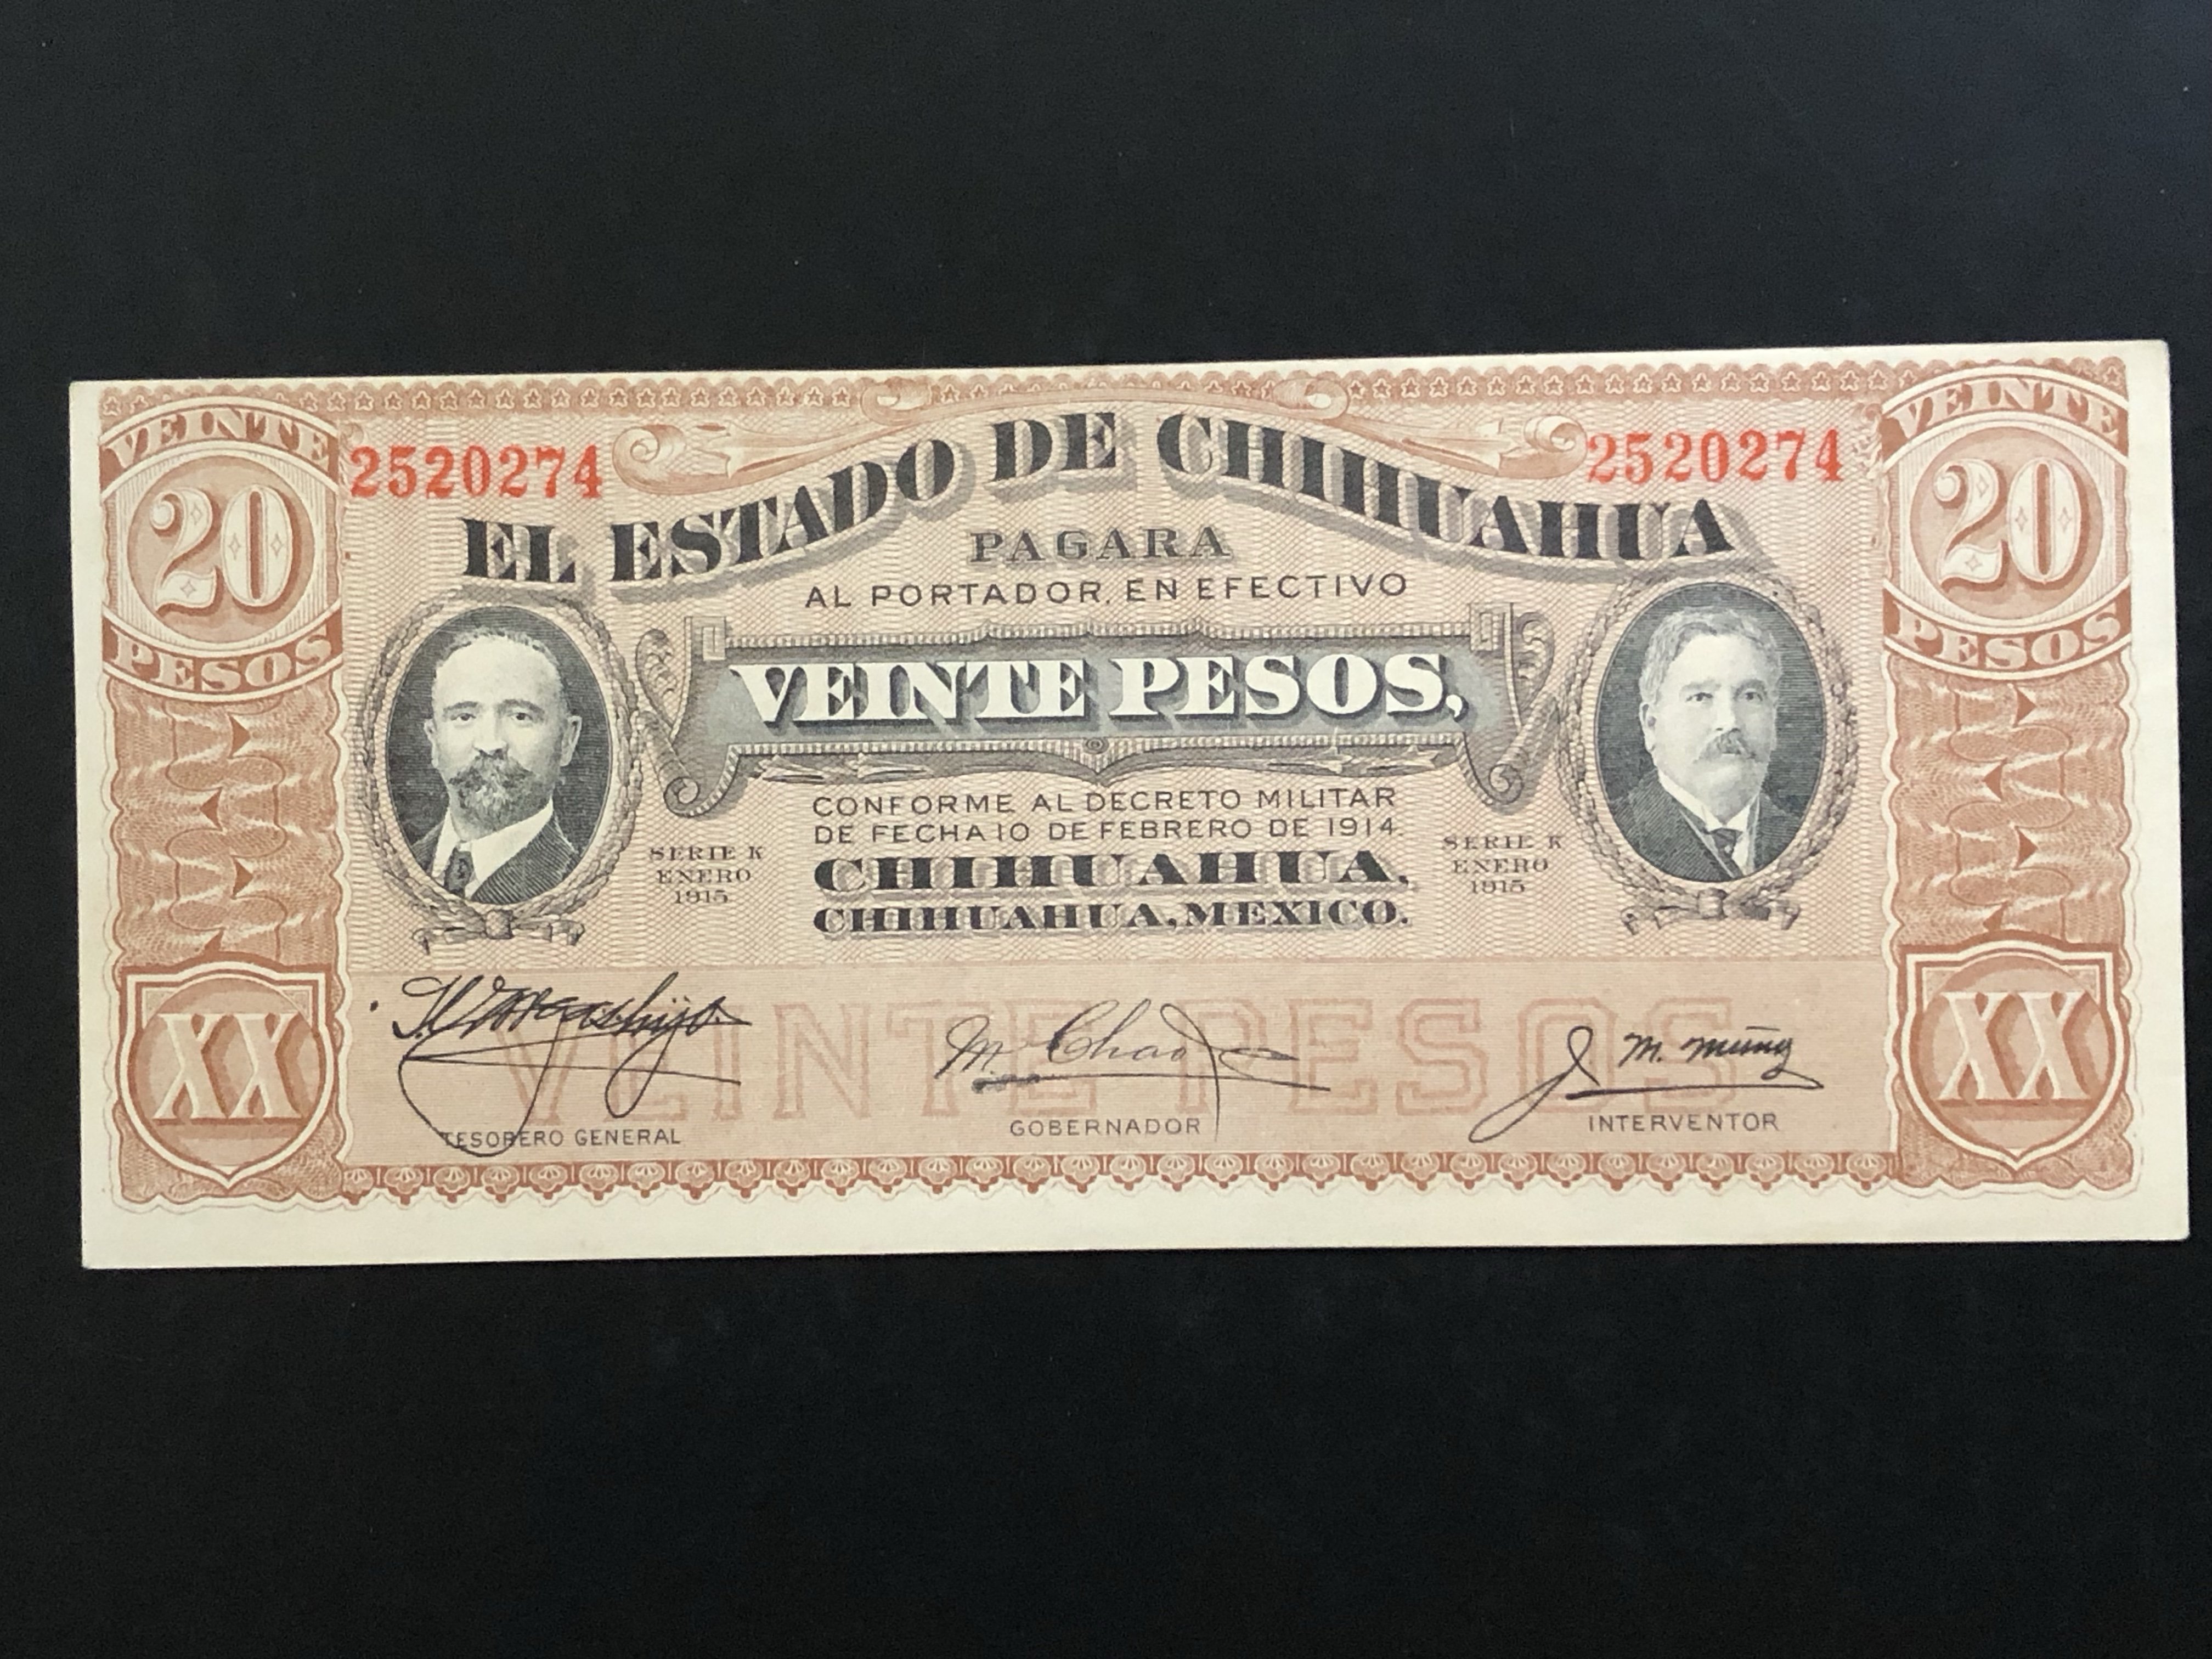 VEINTE 20 PESOS
2520274
2520274
VEINTE 20 PESOS
EL ESTADO DE CHIHUAHUA
PAGARA
AL PORTADOR, EN EFECTIVO
VEINTE PESOS,
CONFORME AL DECRETO MILITAR
DE FECHA 10 DE FEBRERO DE 1914.
SERIE K
ENERO
1915
SERIE K
ENERO
1915
CHIHUAHUA,
CHIHUAHUA, MEXICO.
VEINTE PESOS
XX
XX
M. Chao
J. M. Muñoz
TESORERO GENERAL
GOBERNADOR
INTERVENTOR